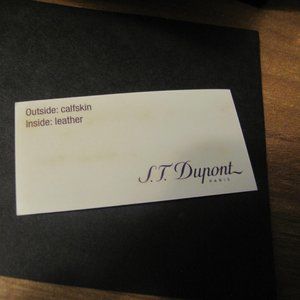 Outside: calfskin
Inside: leather
S.T. Dupont
PARIS